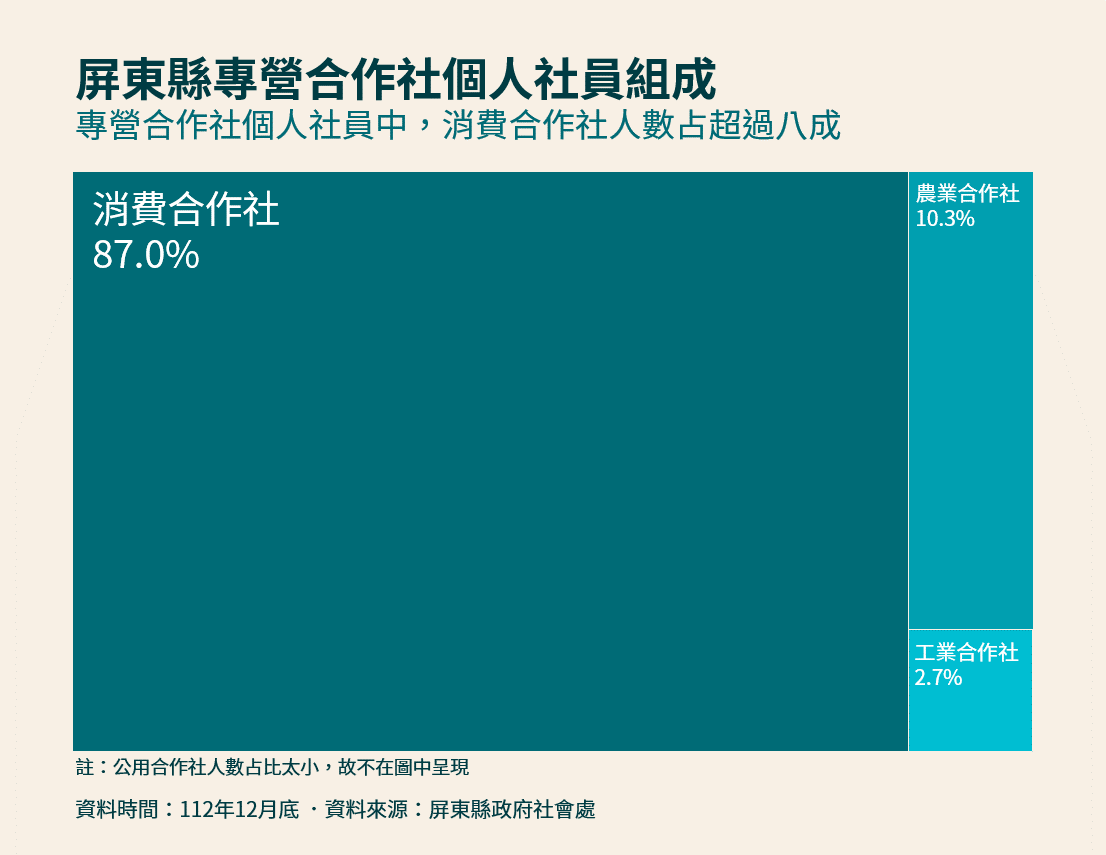 屏東縣專營合作社個人社員組成
專營合作社個人社員中，消費合作社人數占超過八成
消費合作社
87.0%
農業合作社
10.3%
工業合作社
2.7%
註：公用合作社人數占比太小，故不在圖中呈現
資料時間：112年12月底 ‧資料來源：屏東縣政府社會處